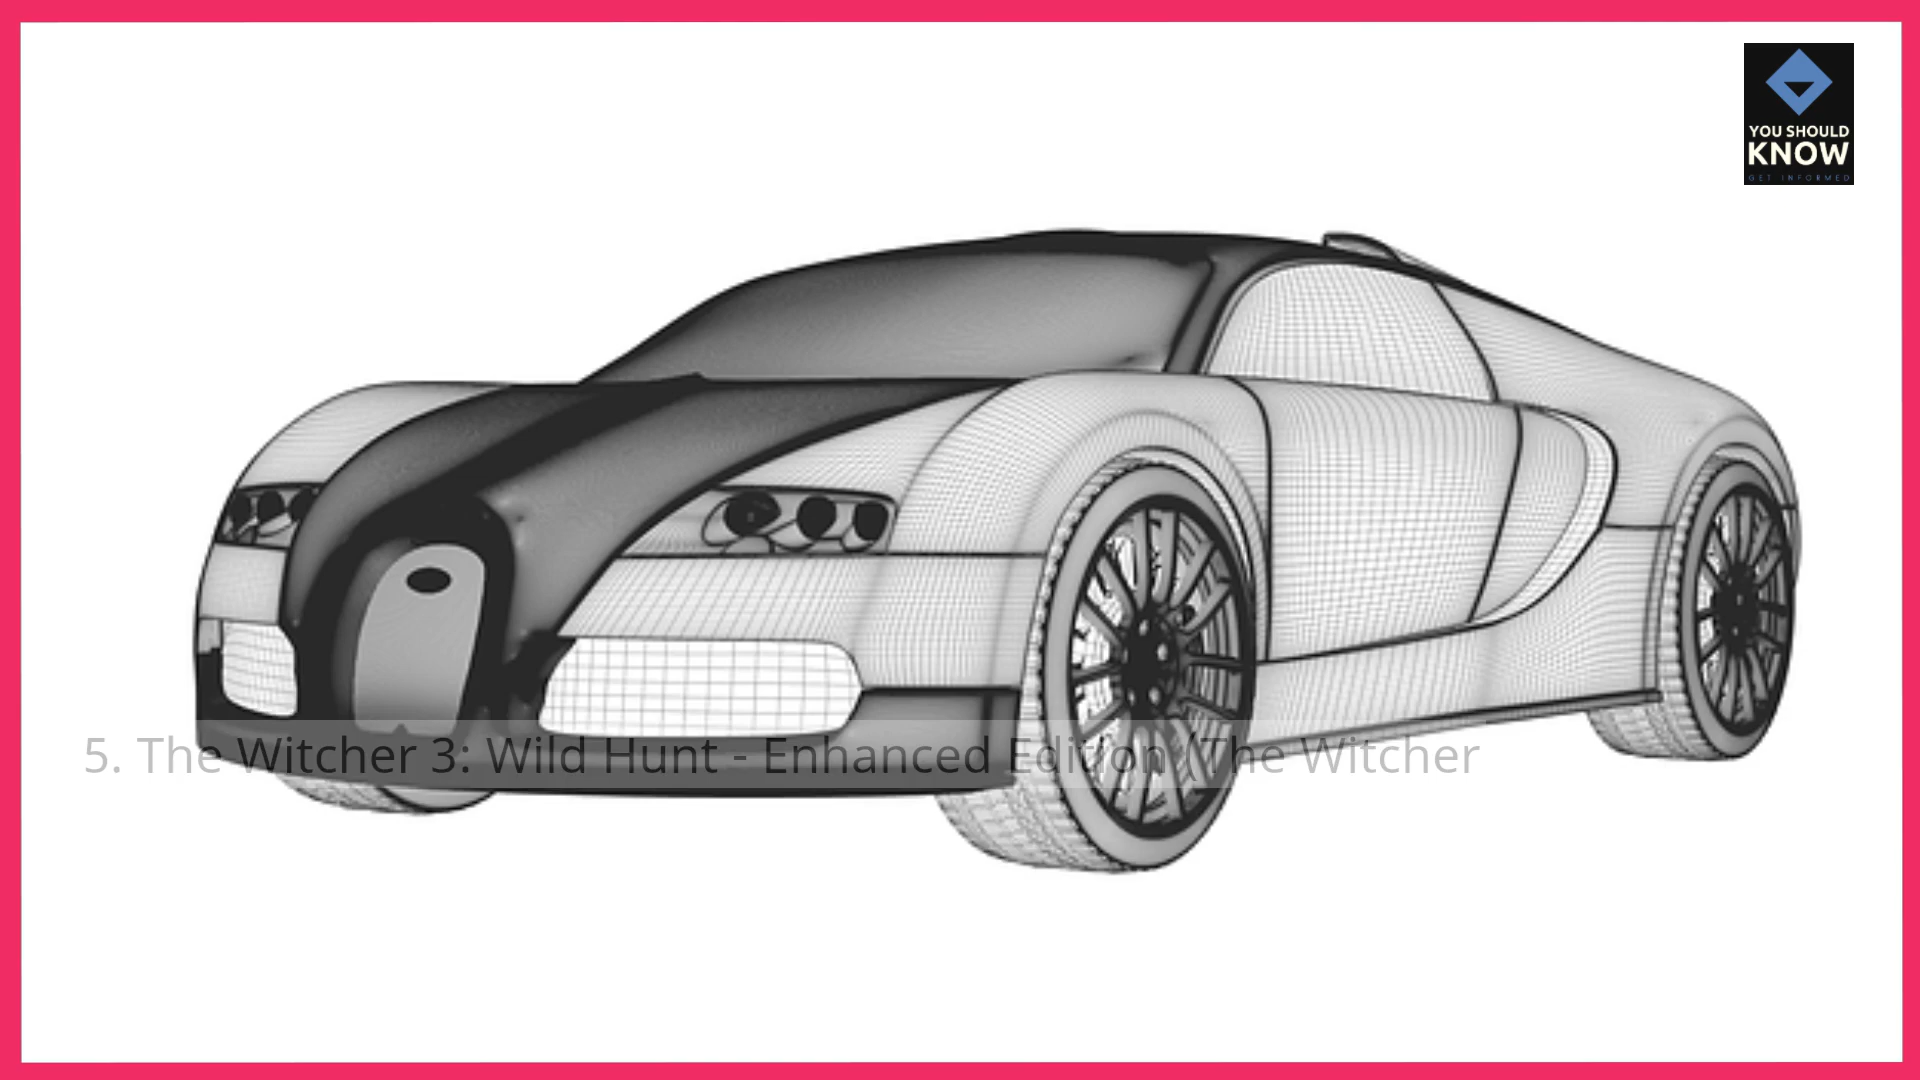 YOU SHOULD
KNOW
GET INFORMED
5. The Witcher 3: Wild Hunt - Enhanced Edition (The Witcher